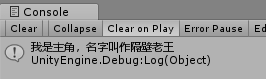 Console
Clear Collapse Clear on Play Error Pause Ed
我是主角，名字叫作隔壁老王
UnityEngine.Debug:Log(Object)